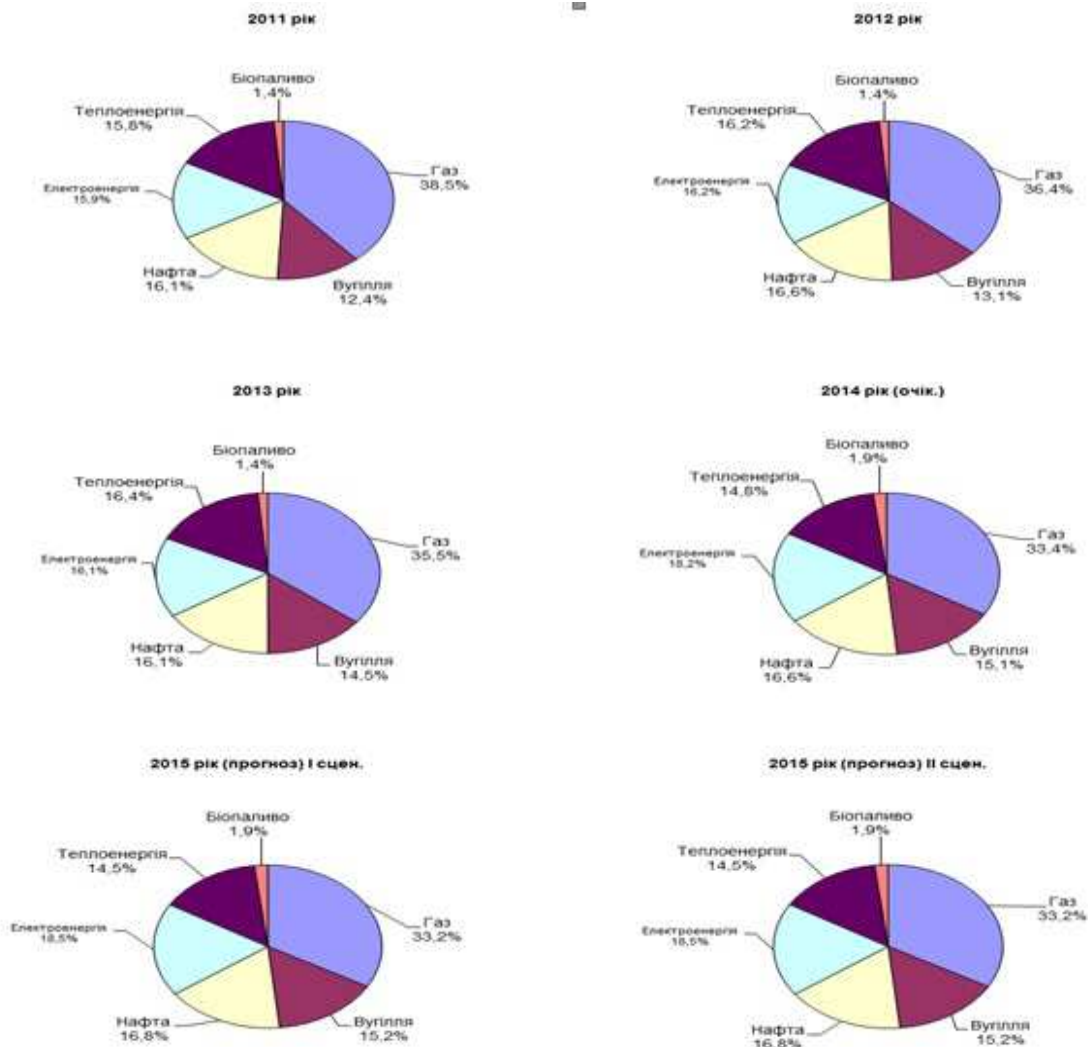 2011 рік
Біопаливо
1,4%
Теплоенергія
15,8%
Газ
38,5%
Електроенергія
15,9%
Нафта
16,1%
Вугілля
12,4%
2012 рік
Біопаливо
1,4%
Теплоенергія
16,2%
Газ
36,4%
Електроенергія
16,2%
Нафта
16,6%
Вугілля
13,1%
2013 рік
Біопаливо
1,4%
Теплоенергія
16,4%
Газ
35,5%
Електроенергія
16,1%
Нафта
16,1%
Вугілля
14,5%
2014 рік (очік.)
Біопаливо
1,9%
Теплоенергія
14,8%
Газ
33,4%
Електроенергія
18,2%
Нафта
16,6%
Вугілля
15,1%
2015 рік (прогноз) I сцен.
Біопаливо
1,9%
Теплоенергія
14,5%
Газ
33,2%
Електроенергія
18,5%
Нафта
16,8%
Вугілля
15,2%
2015 рік (прогноз) II сцен.
Біопаливо
1,9%
Теплоенергія
14,5%
Газ
33,2%
Електроенергія
18,5%
Нафта
16,8%
Вугілля
15,2%